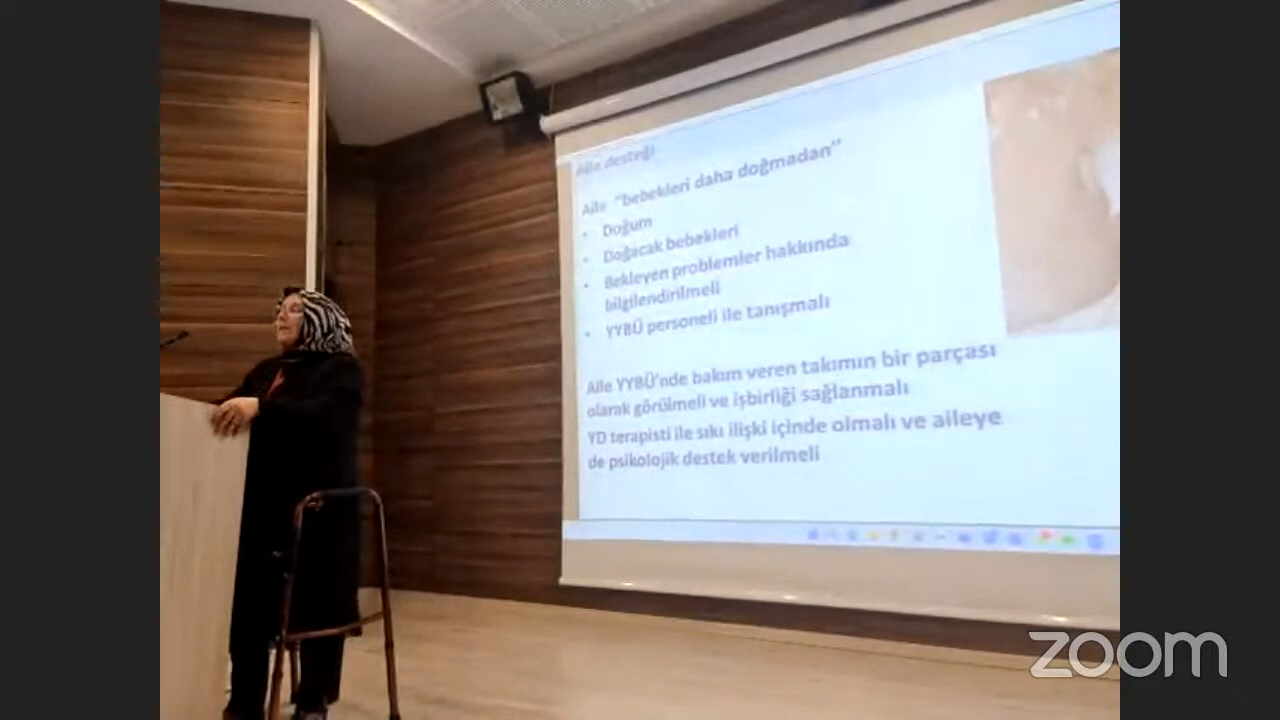 Aile desteği
Aile “bebekleri daha doğmadan”
• Doğum
• Doğacak bebekleri
• Bekleyen problemler hakkında
bilgilendirilmeli
• YYBÜ personeli ile tanışmalı
Aile YYBÜ’nde bakım veren takımın bir parçası
olarak görülmeli ve işbirliği sağlanmalı
YD terapisti ile sıkı ilişki içinde olmalı ve aileye
de psikolojik destek verilmeli
zoom